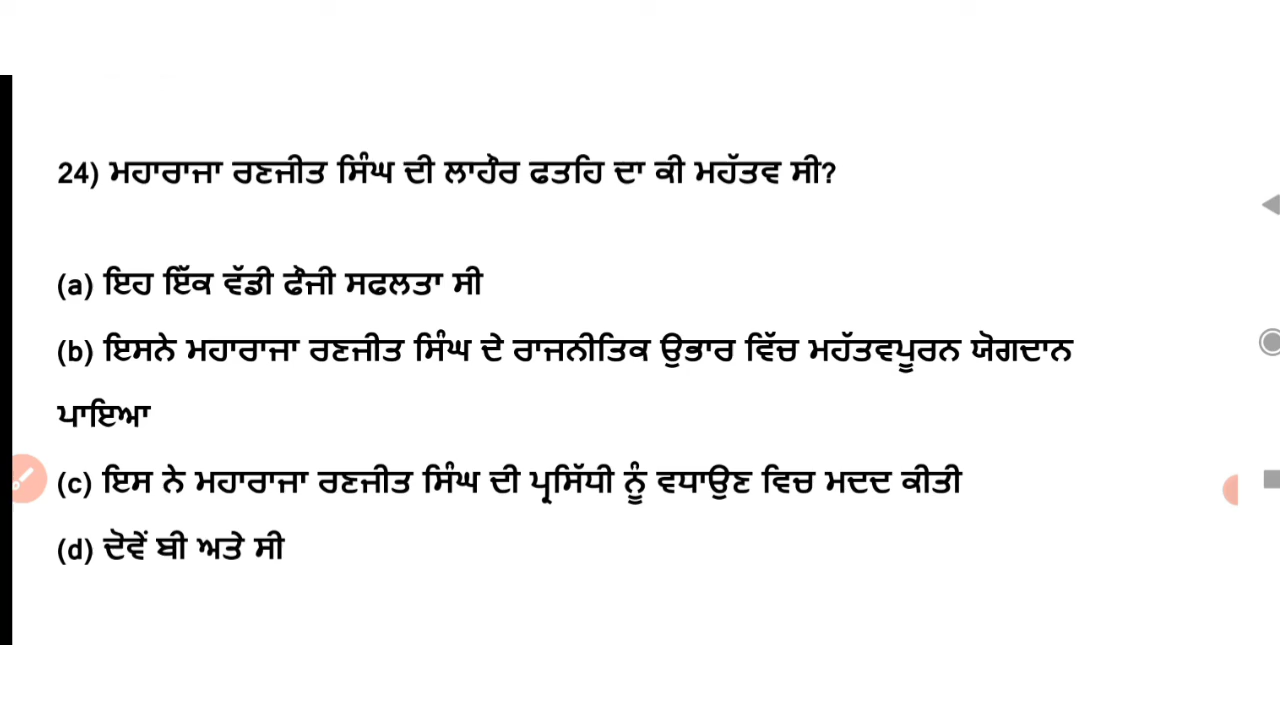 24) ਮਹਾਰਾਜਾ ਰਣਜੀਤ ਸਿੰਘ ਦੀ ਲਾਹੌਰ ਫਤਹਿ ਦਾ ਕੀ ਮਹੱਤਵ ਸੀ?
(a) ਇਹ ਇੱਕ ਵੱਡੀ ਫੌਜੀ ਸਫਲਤਾ ਸੀ
(b) ਇਸਨੇ ਮਹਾਰਾਜਾ ਰਣਜੀਤ ਸਿੰਘ ਦੇ ਰਾਜਨੀਤਿਕ ਉਭਾਰ ਵਿੱਚ ਮਹੱਤਵਪੂਰਨ ਯੋਗਦਾਨ
ਪਾਇਆ
(c) ਇਸ ਨੇ ਮਹਾਰਾਜਾ ਰਣਜੀਤ ਸਿੰਘ ਦੀ ਪ੍ਰਸਿੱਧੀ ਨੂੰ ਵਧਾਉਣ ਵਿਚ ਮਦਦ ਕੀਤੀ
(d) ਦੋਵੇਂ ਬੀ ਅਤੇ ਸੀ